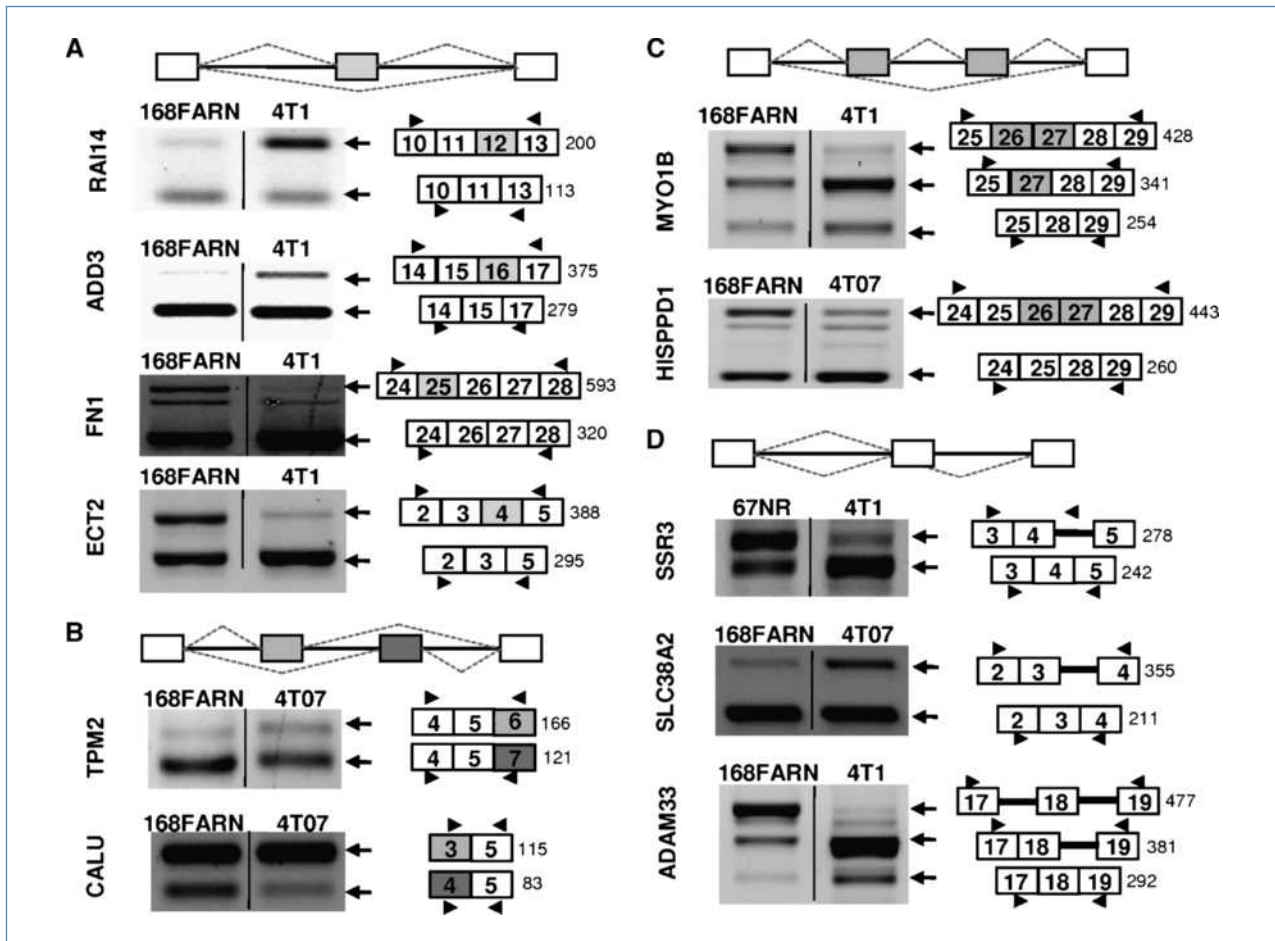 A
168FARN 4T1
RAI14
10 11 12 13 200
10 11 13 113
ADD3
14 15 16 17 375
14 15 17 279
168FARN 4T1
FN1
24 25 26 27 28 593
24 26 27 28 320
168FARN 4T1
ECT2
2 3 4 5 388
2 3 5 295
B
168FARN 4T07
TPM2
4 5 6 166
4 5 7 121
168FARN 4T07
CALU
3 5 115
4 5 83
C
168FARN 4T1
MYO1B
25 26 27 28 29 428
25 27 28 29 341
25 28 29 254
168FARN 4T07
HISPPD1
24 25 26 27 28 29 443
24 25 28 29 260
D
67NR 4T1
SSR3
3 4 5 278
3 4 5 242
168FARN 4T07
SLC38A2
2 3 4 355
2 3 4 211
168FARN 4T1
ADAM33
17 18 19 477
17 18 19 381
17 18 19 292